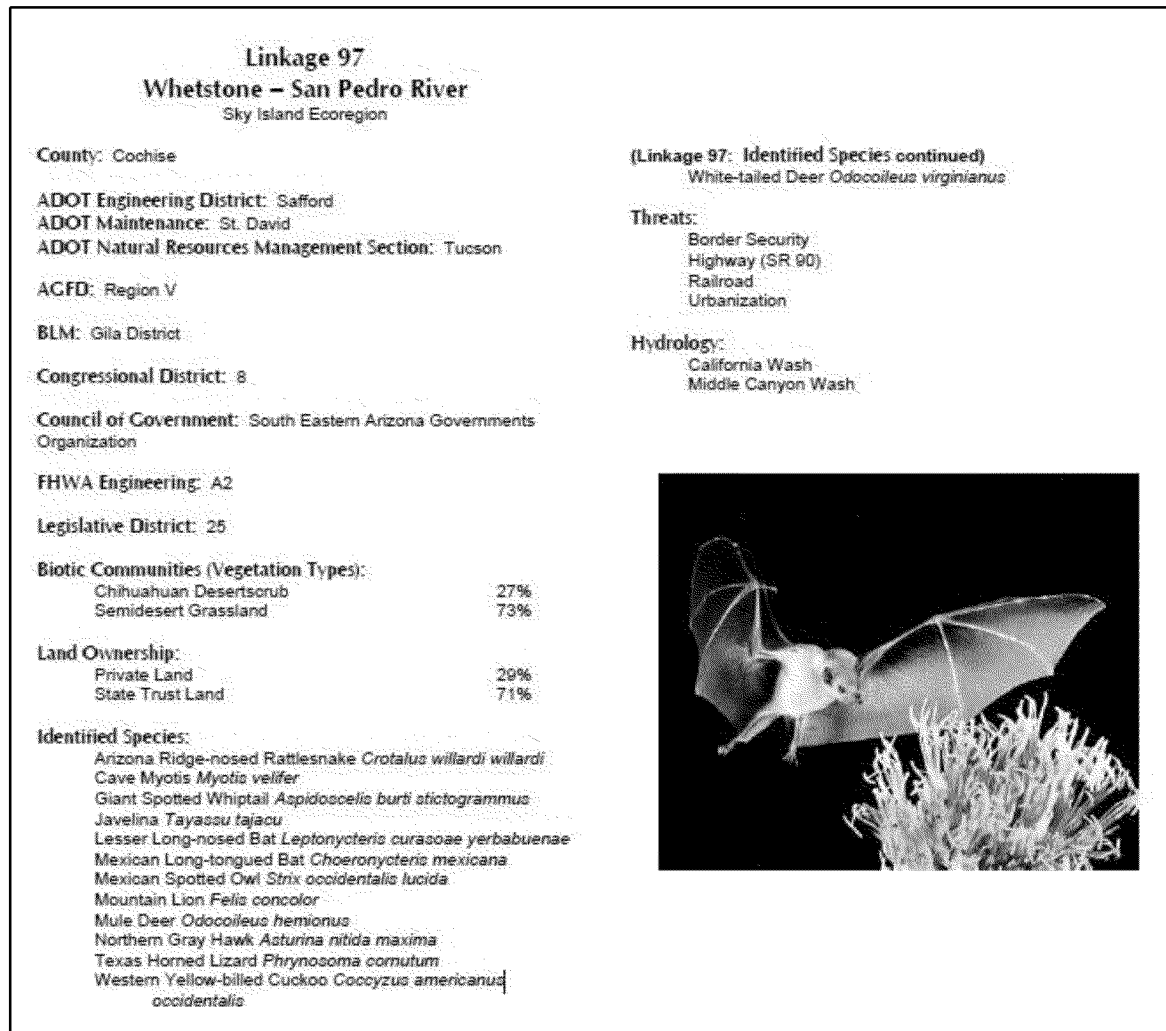 Linkage 97
Whetstone – San Pedro River
Sky Island Ecoregion
County: Cochise
ADOT Engineering District: Safford
ADOT Maintenance: St. David
ADOT Natural Resources Management Section: Tucson
AGFD: Region V
BLM: Gila District
Congressional District: 8
Council of Government: South Eastern Arizona Governments
Organization
FHWA Engineering: A2
Legislative District: 25
Biotic Communities (Vegetation Types):
Chihuahuan Desertscrub 27%
Semidesert Grassland 73%
Land Ownership:
Private Land 29%
State Trust Land 71%
Identified Species:
Arizona Ridge-nosed Rattlesnake Crotalus willardi willardi
Cave Myotis Myotis velifer
Giant Spotted Whiptail Aspidoscelis burti stictogrammus
Javelina Tayassu tajacu
Lesser Long-nosed Bat Leptonycteris curasoae yerbabuenae
Mexican Long-tongued Bat Choeronycteris mexicana
Mexican Spotted Owl Strix occidentalis lucida
Mountain Lion Felis concolor
Mule Deer Odocoileus hemionus
Northern Gray Hawk Asturina nitida maxima
Texas Horned Lizard Phrynosoma cornutum
Western Yellow-billed Cuckoo Coccyzus americanus
occidentalis
(Linkage 97: Identified Species continued)
White-tailed Deer Odocoileus virginianus
Threats:
Border Security
Highway (SR 90)
Railroad
Urbanization
Hydrology:
California Wash
Middle Canyon Wash